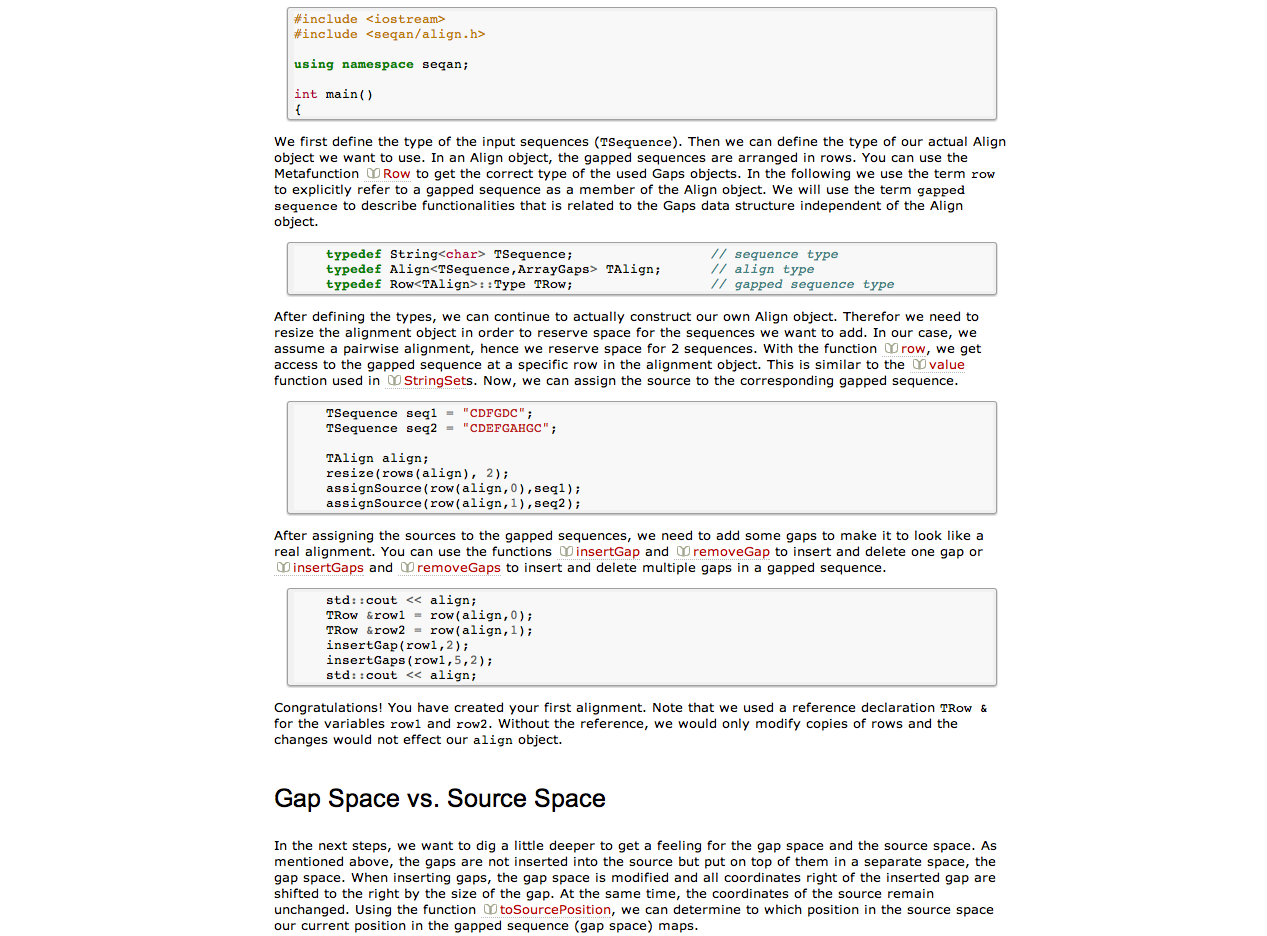 #include <iostream>
#include <seqan/align.h>
using namespace seqan;
int main()
{
We first define the type of the input sequences (TSequence). Then we can define the type of our actual Align
object we want to use. In an Align object, the gapped sequences are arranged in rows. You can use the
Metafunction Row to get the correct type of the used Gaps objects. In the following we use the term row
to explicitly refer to a gapped sequence as a member of the Align object. We will use the term gapped
sequence to describe functionalities that is related to the Gaps data structure independent of the Align
object.
typedef String<char> TSequence; // sequence type
typedef Align<TSequence,ArrayGaps> TAlign; // align type
typedef Row<TAlign>::Type TRow; // gapped sequence type
After defining the types, we can continue to actually construct our own Align object. Therefor we need to
resize the alignment object in order to reserve space for the sequences we want to add. In our case, we
assume a pairwise alignment, hence we reserve space for 2 sequences. With the function row, we get
access to the gapped sequence at a specific row in the alignment object. This is similar to the value
function used in StringSets. Now, we can assign the source to the corresponding gapped sequence.
TSequence seq1 = "CDFGDC";
TSequence seq2 = "CDEFGAHGC";
TAlign align;
resize(rows(align), 2);
assignSource(row(align,0),seq1);
assignSource(row(align,1),seq2);
After assigning the sources to the gapped sequences, we need to add some gaps to make it to look like a
real alignment. You can use the functions insertGap and removeGap to insert and delete one gap or
insertGaps and removeGaps to insert and delete multiple gaps in a gapped sequence.
std::cout << align;
TRow &row1 = row(align,0);
TRow &row2 = row(align,1);
insertGap(row1,2);
insertGaps(row1,5,2);
std::cout << align;
Congratulations! You have created your first alignment. Note that we used a reference declaration TRow &
for the variables row1 and row2. Without the reference, we would only modify copies of rows and the
changes would not effect our align object.
Gap Space vs. Source Space
In the next steps, we want to dig a little deeper to get a feeling for the gap space and the source space. As
mentioned above, the gaps are not inserted into the source but put on top of them in a separate space, the
gap space. When inserting gaps, the gap space is modified and all coordinates right of the inserted gap are
shifted to the right by the size of the gap. At the same time, the coordinates of the source remain
unchanged. Using the function toSourcePosition, we can determine to which position in the source space
our current position in the gapped sequence (gap space) maps.